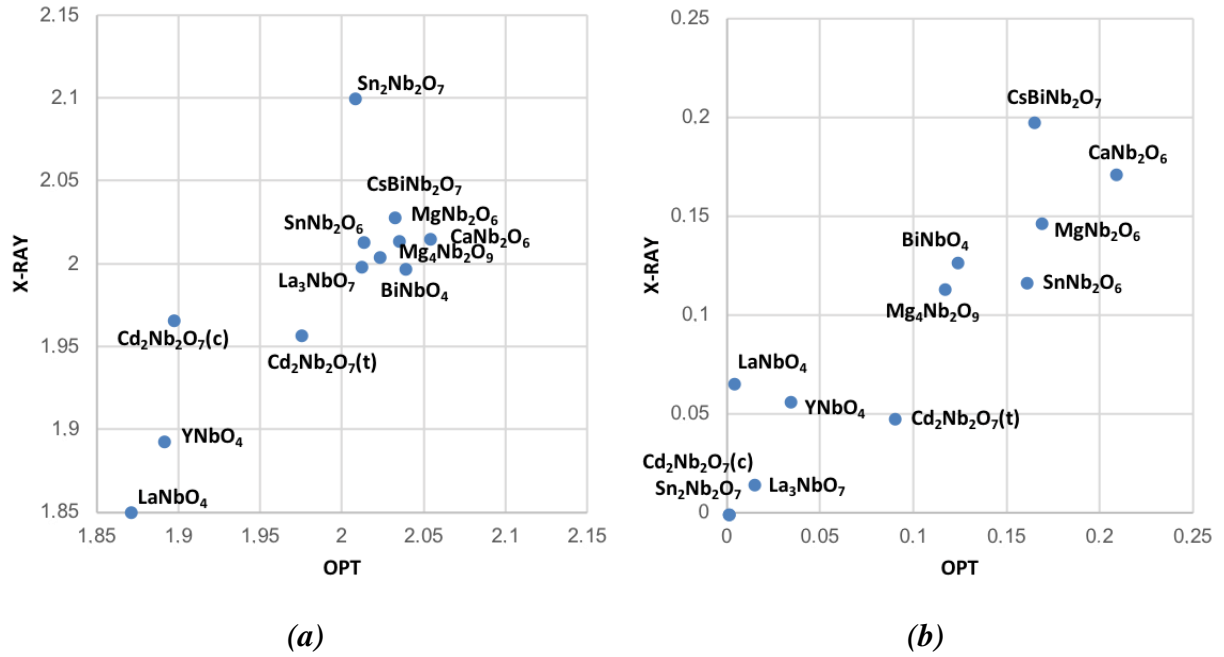 2.15
2.1
2.05
2
1.95
1.9
1.85
X-RAY
Sn₂Nb₂O₇
CsBiNb₂O₇
SnNb₂O₆
MgNb₂O₆
CaNb₂O₆
Mg₄Nb₂O₉
La₃NbO₇
BiNbO₄
Cd₂Nb₂O₇(c)
Cd₂Nb₂O₇(t)
YNbO₄
LaNbO₄
1.85 1.9 1.95 2 2.05 2.1 2.15
OPT
(a)
0.25
0.2
0.15
0.1
0.05
0
X-RAY
CsBiNb₂O₇
CaNb₂O₆
MgNb₂O₆
BiNbO₄
SnNb₂O₆
Mg₄Nb₂O₉
LaNbO₄
YNbO₄
Cd₂Nb₂O₇(t)
Cd₂Nb₂O₇(c)
Sn₂Nb₂O₇
La₃NbO₇
0 0.05 0.1 0.15 0.2 0.25
OPT
(b)